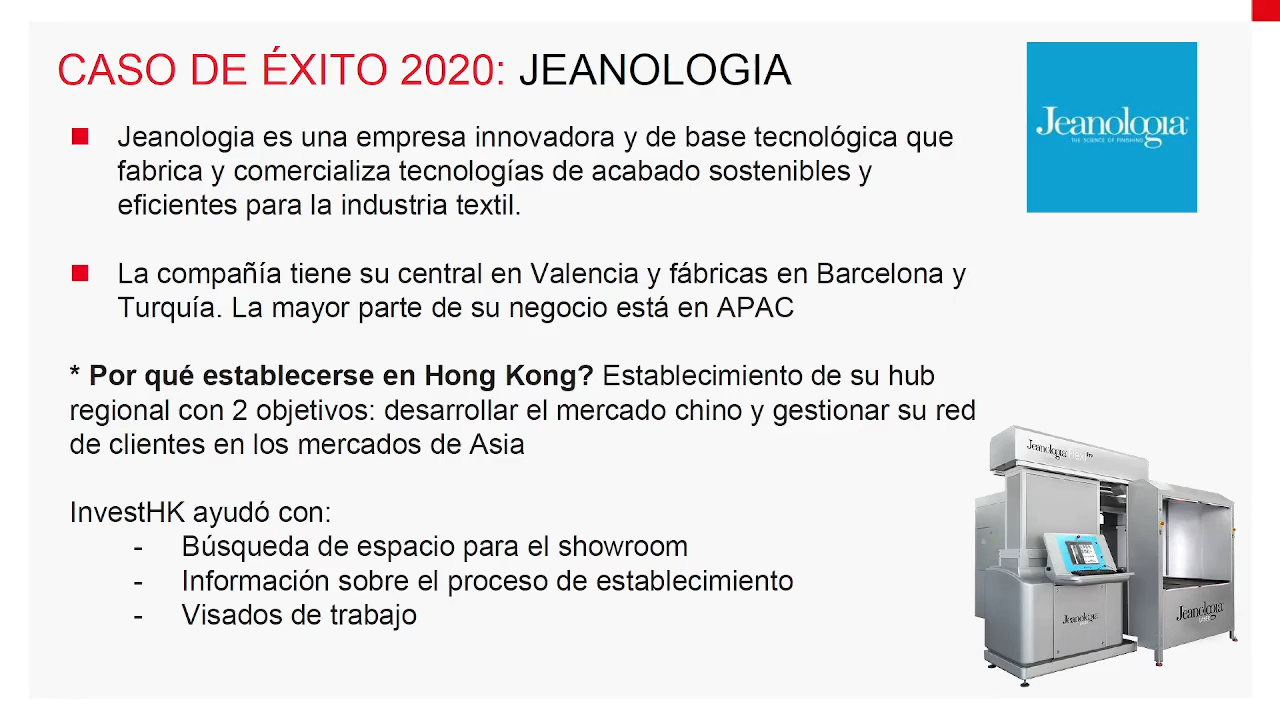 CASO DE ÉXITO 2020: JEANOLOGIA
Jeanologia
THE SCIENCE OF FINISHING
Jeanologia es una empresa innovadora y de base tecnológica que
fabrica y comercializa tecnologías de acabado sostenibles y
eficientes para la industria textil.
La compañía tiene su central en Valencia y fábricas en Barcelona y
Turquía. La mayor parte de su negocio está en APAC
* Por qué establecerse en Hong Kong? Establecimiento de su hub
regional con 2 objetivos: desarrollar el mercado chino y gestionar su red
de clientes en los mercados de Asia
InvestHK ayudó con:
- Búsqueda de espacio para el showroom
- Información sobre el proceso de establecimiento
- Visados de trabajo
Jeanologia
Jeanologia
Jeanologia